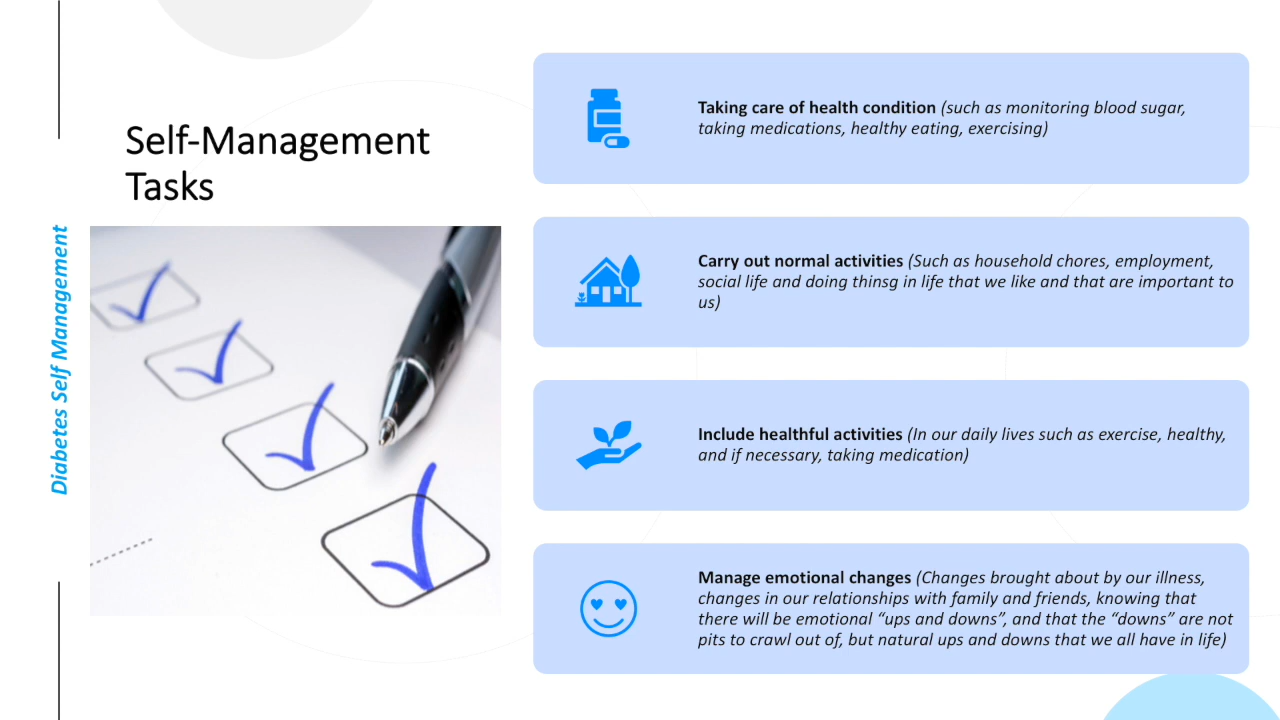 Self-Management
Tasks
Diabetes Self Management
Taking care of health condition (such as monitoring blood sugar,
taking medications, healthy eating, exercising)
Carry out normal activities (Such as household chores, employment,
social life and doing thinsg in life that we like and that are important to
us)
Include healthful activities (In our daily lives such as exercise, healthy,
and if necessary, taking medication)
Manage emotional changes (Changes brought about by our illness,
changes in our relationships with family and friends, knowing that
there will be emotional “ups and downs”, and that the “downs” are not
pits to crawl out of, but natural ups and downs that we all have in life)